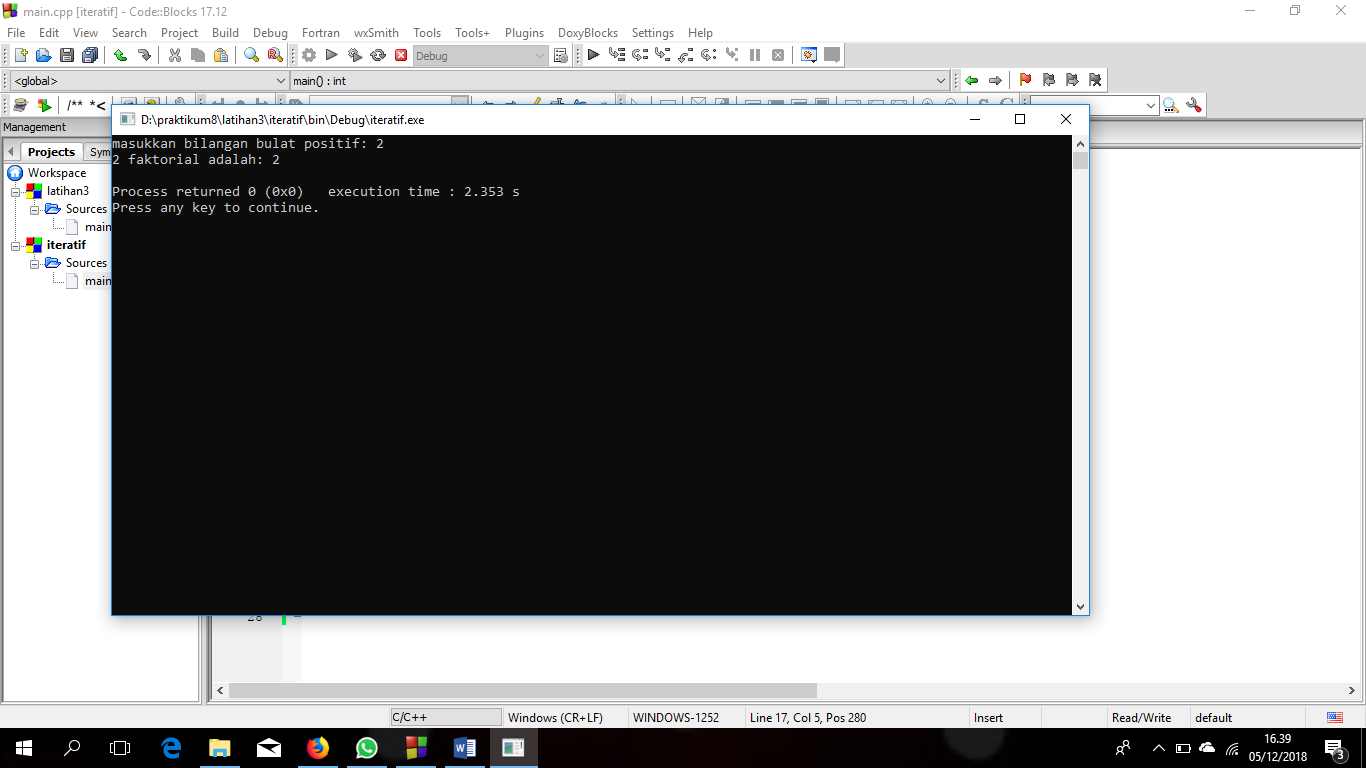 main.cpp [iteratif] - Code::Blocks 17.12
File Edit View Search Project Build Debug Fortran wxSmith Tools Tools+ Plugins DoxyBlocks Settings Help
Debug
<global> main() : int
/** *<
D:\praktikum8\latihan3\iteratif\bin\Debug\iteratif.exe
Management
masukkan bilangan bulat positif: 2
Projects Sym
2 faktorial adalah: 2
Workspace
latihan3
Process returned 0 (0x0) execution time : 2.353 s
Sources
Press any key to continue.
main
iteratif
Sources
main
28
C/C++ Windows (CR+LF) WINDOWS-1252 Line 17, Col 5, Pos 280 Insert Read/Write default
16.39
05/12/2018
3